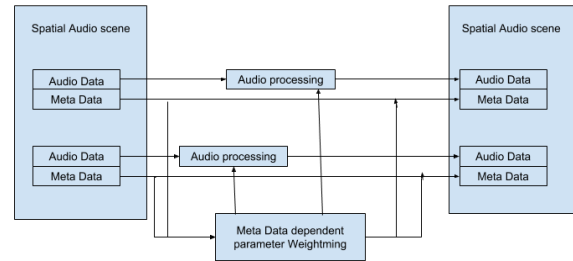 Spatial Audio scene
Spatial Audio scene
Audio Data
Audio processing
Audio Data
Meta Data
Meta Data
Audio Data
Audio processing
Audio Data
Meta Data
Meta Data
Meta Data dependent
parameter Weightming